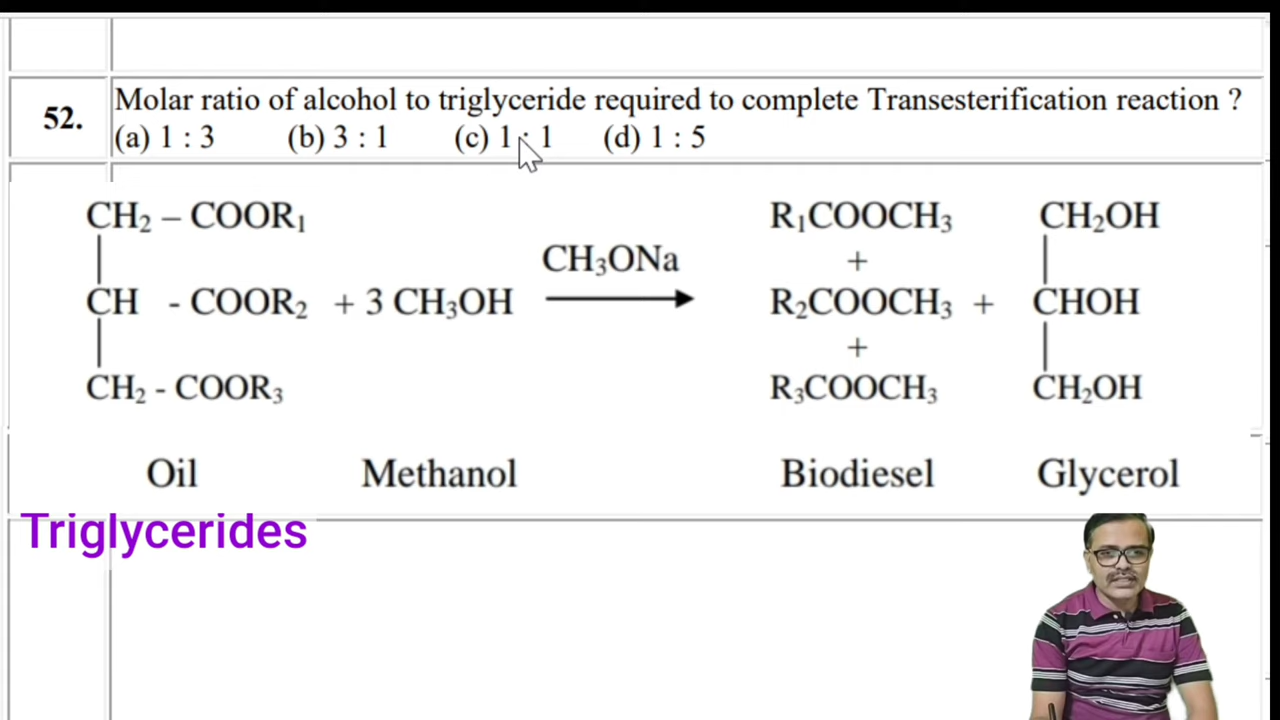 52.
Molar ratio of alcohol to triglyceride required to complete Transesterification reaction ?
(a) 1 : 3 (b) 3 : 1 (c) 1 : 1 (d) 1 : 5
CH₂ – COOR₁ R₁COOCH₃ CH₂OH
CH₃ONa +
CH - COOR₂ + 3 CH₃OH R₂COOCH₃ + CHOH
+
CH₂ - COOR₃ R₃COOCH₃ CH₂OH
Oil Methanol Biodiesel Glycerol
Triglycerides